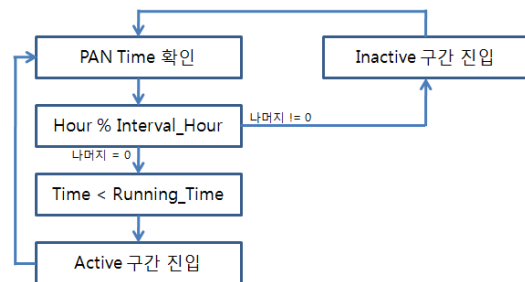 PAN Time 확인
Inactive 구간 진입
Hour % Interval_Hour
나머지 != 0
나머지 = 0
Time < Running_Time
Active 구간 진입